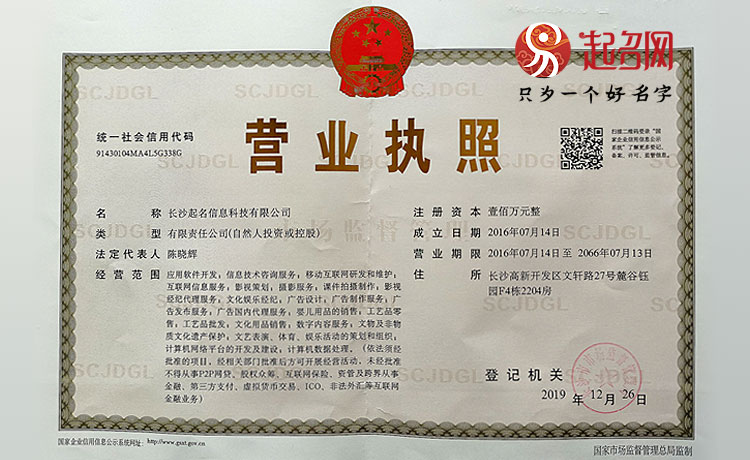 起名网
只为一个好名字
SCJDGL SCJDGL SCJDGL
统一社会信用代码
91430104MA4L5G338G
营业执照
扫描二维码登录“国
家企业信用信息公示
系统”了解更多登记、
备案、许可、监管信息。
名称 长沙起名信息科技有限公司
类型 有限责任公司(自然人投资或控股)
法定代表人 陈晓辉
经营范围 应用软件开发；信息技术咨询服务；移动互联网研发和维护；
互联网信息服务；影视策划；摄影服务；课件拍摄制作；影视
经纪代理服务；文化娱乐经纪；广告设计；广告制作服务；广
告发布服务；广告国内代理服务；婴儿用品的销售；工艺品零
售；工艺品批发；文化用品销售；数字内容服务；文物及非物
质文化遗产保护；文艺表演、体育、娱乐活动的策划和组织；
计算机网络平台的开发及建设；计算机数据处理。（依法须经
批准的项目，经相关部门批准后方可开展经营活动，未经批准
不得从事P2P网贷、股权众筹、互联网保险、资管及跨界从事
金融、第三方支付、虚拟货币交易、ICO、非法外汇等互联网
金融业务）
注册资本 壹佰万元整
成立日期 2016年07月14日
营业期限 2016年07月14日 至 2066年07月13日
住所 长沙高新开发区文轩路27号麓谷钰
园F4栋2204房
登记机关
2019 年 12 月 26 日
国家企业信用信息公示系统网址：http://www.gsxt.gov.cn
国家市场监督管理总局监制